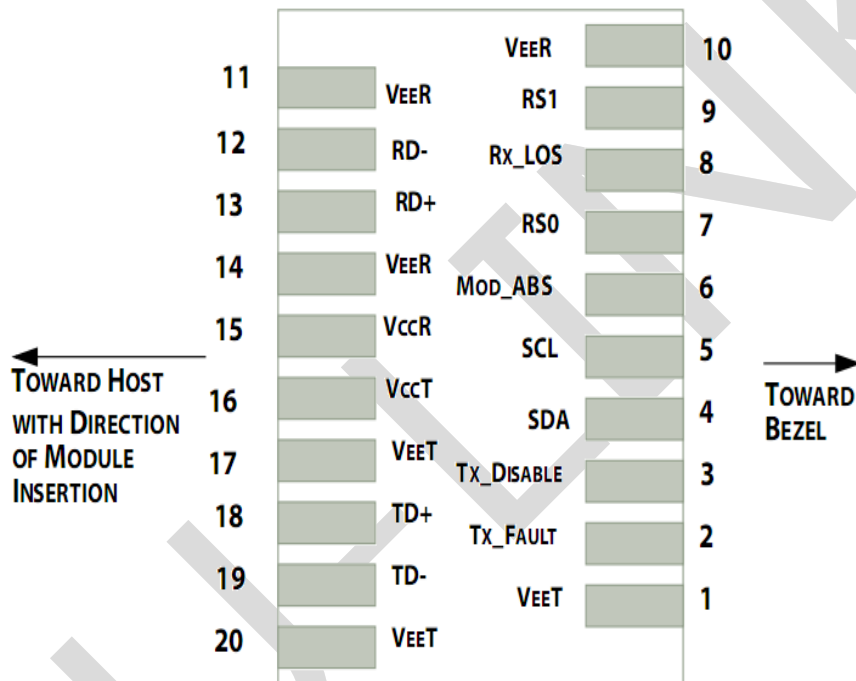 11
VEER
12
RD-
13
RD+
14
VEER
15
VCCR
16
VCCT
17
VEET
18
TD+
19
TD-
20
VEET
VEER
10
RS1
9
RX_LOS
8
RS0
7
MOD_ABS
6
SCL
5
SDA
4
TX_DISABLE
3
TX_FAULT
2
VEET
1
TOWARD HOST
WITH DIRECTION
OF MODULE
INSERTION
TOWARD
BEZEL